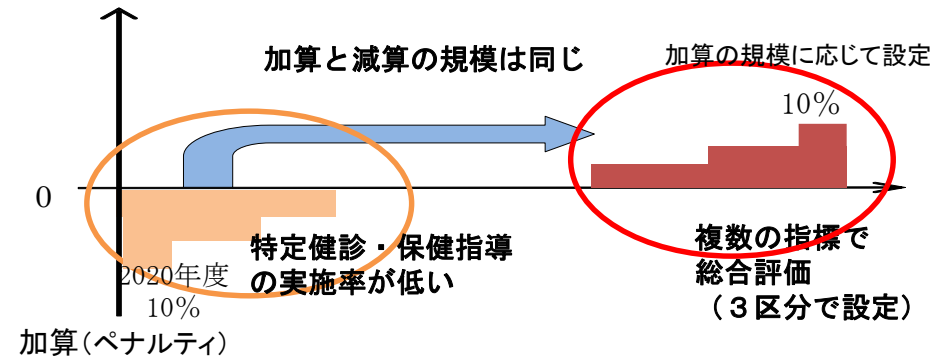 加算と減算の規模は同じ
加算の規模に応じて設定
10%
0
特定健診・保健指導
の実施率が低い
2020年度
10%
複数の指標で
総合評価
(3区分で設定)
加算(ペナルティ)